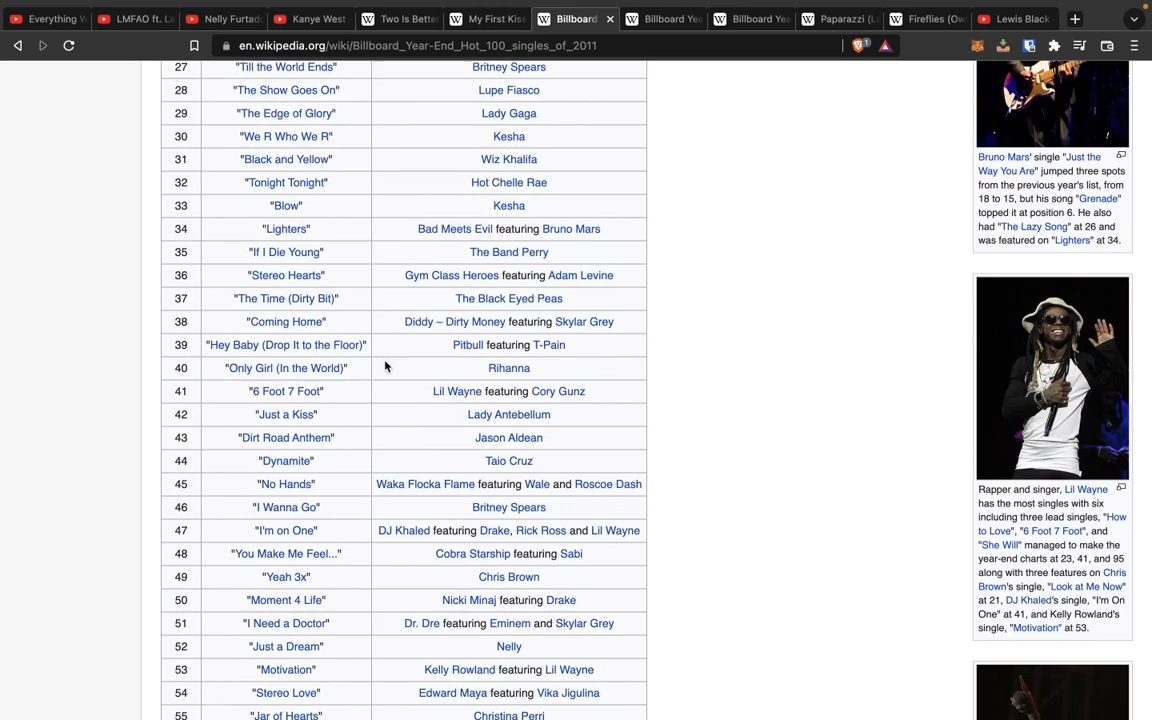 Everything W
LMFAO ft. La
Nelly Furtad
Kanye West
Two Is Bette
My First Kis
Billboard
Billboard Yea
Billboard Yea
Paparazzi (L
Fireflies (Ow
Lewis Black
en.wikipedia.org/wiki/Billboard_Year-End_Hot_100_singles_of_2011
1
27 "Till the World Ends" Britney Spears
28 "The Show Goes On" Lupe Fiasco
29 "The Edge of Glory" Lady Gaga
30 "We R Who We R" Kesha
31 "Black and Yellow" Wiz Khalifa
32 "Tonight Tonight" Hot Chelle Rae
33 "Blow" Kesha
34 "Lighters" Bad Meets Evil featuring Bruno Mars
35 "If I Die Young" The Band Perry
36 "Stereo Hearts" Gym Class Heroes featuring Adam Levine
37 "The Time (Dirty Bit)" The Black Eyed Peas
38 "Coming Home" Diddy – Dirty Money featuring Skylar Grey
39 "Hey Baby (Drop It to the Floor)" Pitbull featuring T-Pain
40 "Only Girl (In the World)" Rihanna
41 "6 Foot 7 Foot" Lil Wayne featuring Cory Gunz
42 "Just a Kiss" Lady Antebellum
43 "Dirt Road Anthem" Jason Aldean
44 "Dynamite" Taio Cruz
45 "No Hands" Waka Flocka Flame featuring Wale and Roscoe Dash
46 "I Wanna Go" Britney Spears
47 "I'm on One" DJ Khaled featuring Drake, Rick Ross and Lil Wayne
48 "You Make Me Feel..." Cobra Starship featuring Sabi
49 "Yeah 3x" Chris Brown
50 "Moment 4 Life" Nicki Minaj featuring Drake
51 "I Need a Doctor" Dr. Dre featuring Eminem and Skylar Grey
52 "Just a Dream" Nelly
53 "Motivation" Kelly Rowland featuring Lil Wayne
54 "Stereo Love" Edward Maya featuring Vika Jigulina
55 "Jar of Hearts" Christina Perri
Bruno Mars' single "Just the
Way You Are" jumped three spots
from the previous year's list, from
18 to 15, but his song "Grenade"
topped it at position 6. He also
had "The Lazy Song" at 26 and
was featured on "Lighters" at 34.
Rapper and singer, Lil Wayne
has the most singles with six
including three lead singles, "How
to Love", "6 Foot 7 Foot", and
"She Will" managed to make the
year-end charts at 23, 41, and 95
along with three features on Chris
Brown's single, "Look at Me Now"
at 21, DJ Khaled's single, "I'm On
One" at 41, and Kelly Rowland's
single, "Motivation" at 53.